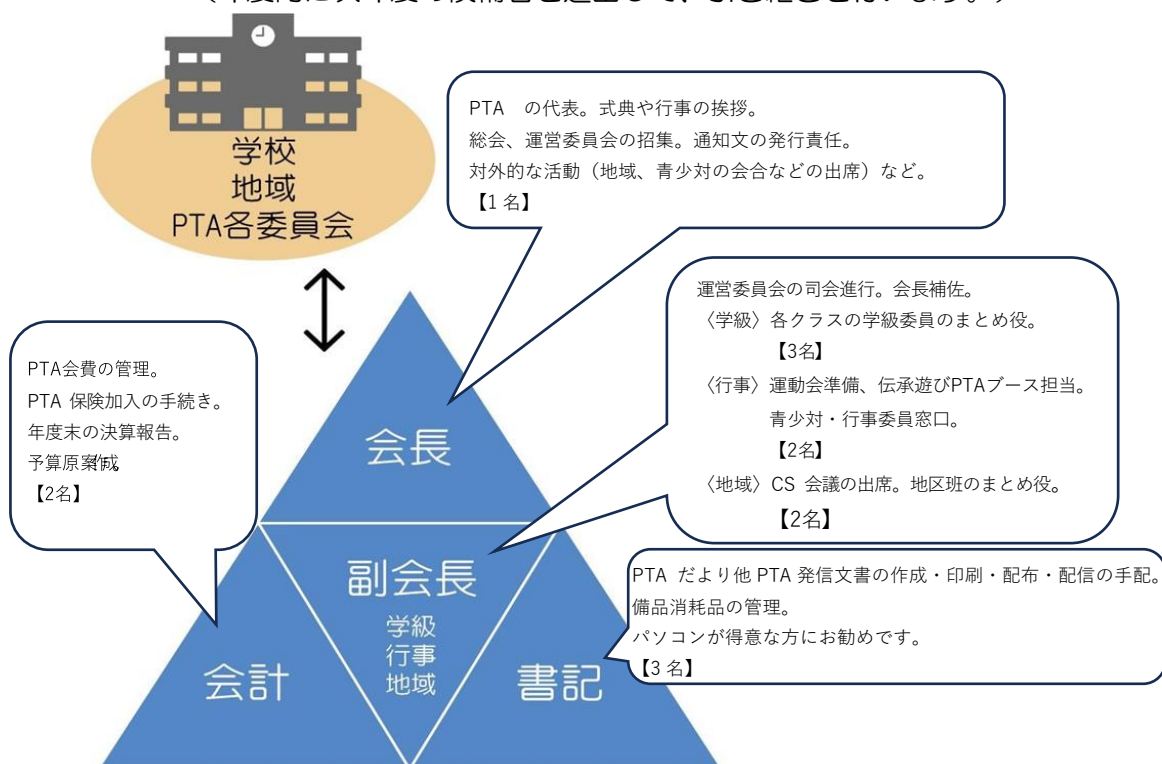 学校
地域
PTA各委員会
PTA の代表。式典や行事の挨拶。
総会、運営委員会の招集。通知文の発行責任。
対外的な活動（地域、青少対の会合などの出席）など。
【1 名】
運営委員会の司会進行。会長補佐。
〈学級〉各クラスの学級委員のまとめ役。
【3名】
〈行事〉運動会準備、伝承遊びPTAブース担当。
青少対・行事委員窓口。
【2名】
〈地域〉CS 会議の出席。地区班のまとめ役。
【2名】
PTA会費の管理。
PTA 保険加入の手続き。
年度末の決算報告。
予算原案作成。
【2名】
会長
副会長
学級
行事
地域
会計
書記
PTA だより他 PTA 発信文書の作成・印刷・配布・配信の手配。
備品消耗品の管理。
パソコンが得意な方にお勧めです。
【3 名】